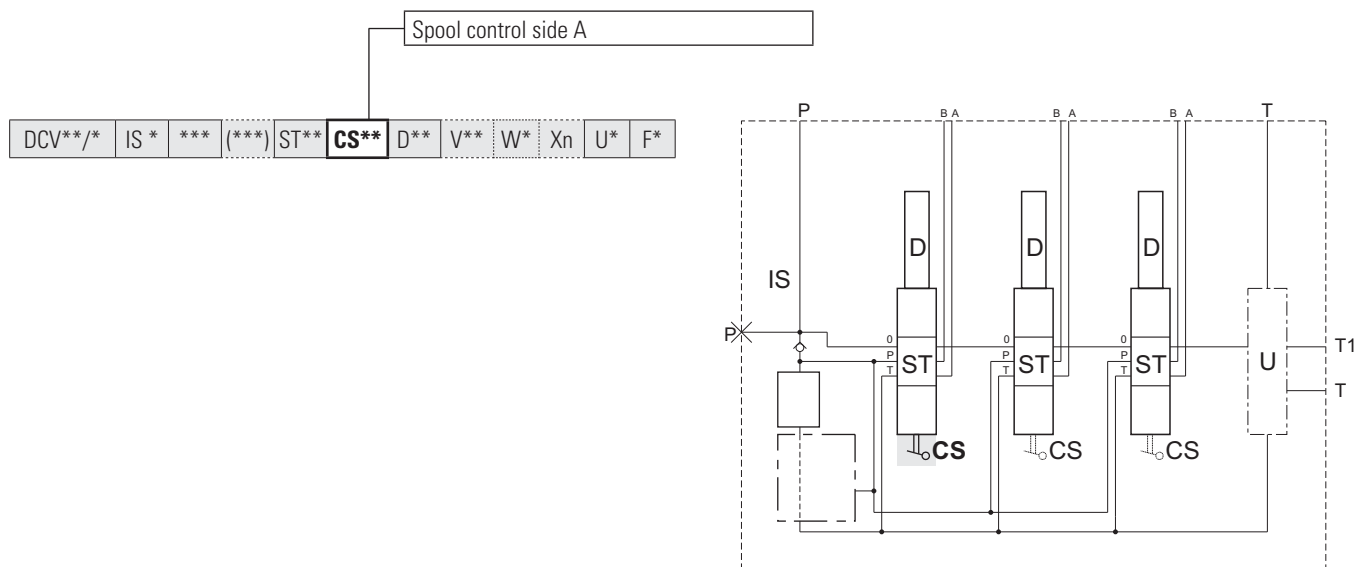 Spool control side A
DCV**/* IS * *** (***) ST** CS** D** V** W* Xn U* F*
P B A B A B A T
D D D
IS
P
0 0 0
T1
P P P
ST ST ST U
T T T
T
CS CS CS